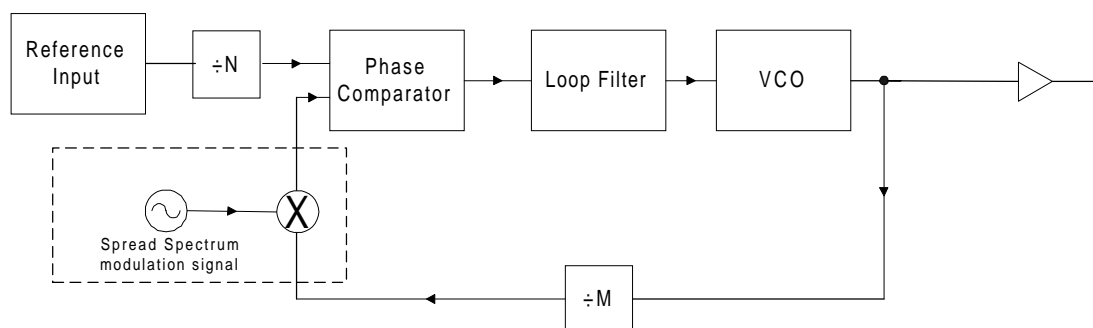 Reference
Input
÷N
Phase
Comparator
Loop Filter
VCO
X
Spread Spectrum
modulation signal
÷M